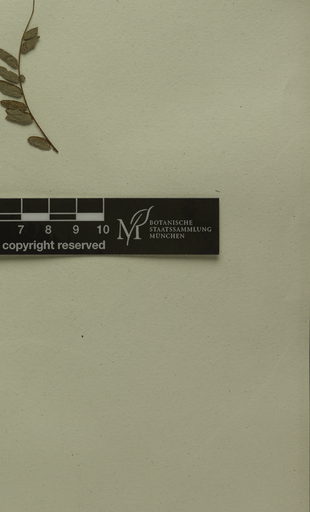 7 8 9 10
copyright reserved
BOTANISCHE
STAATSSAMMLUNG
MÜNCHEN